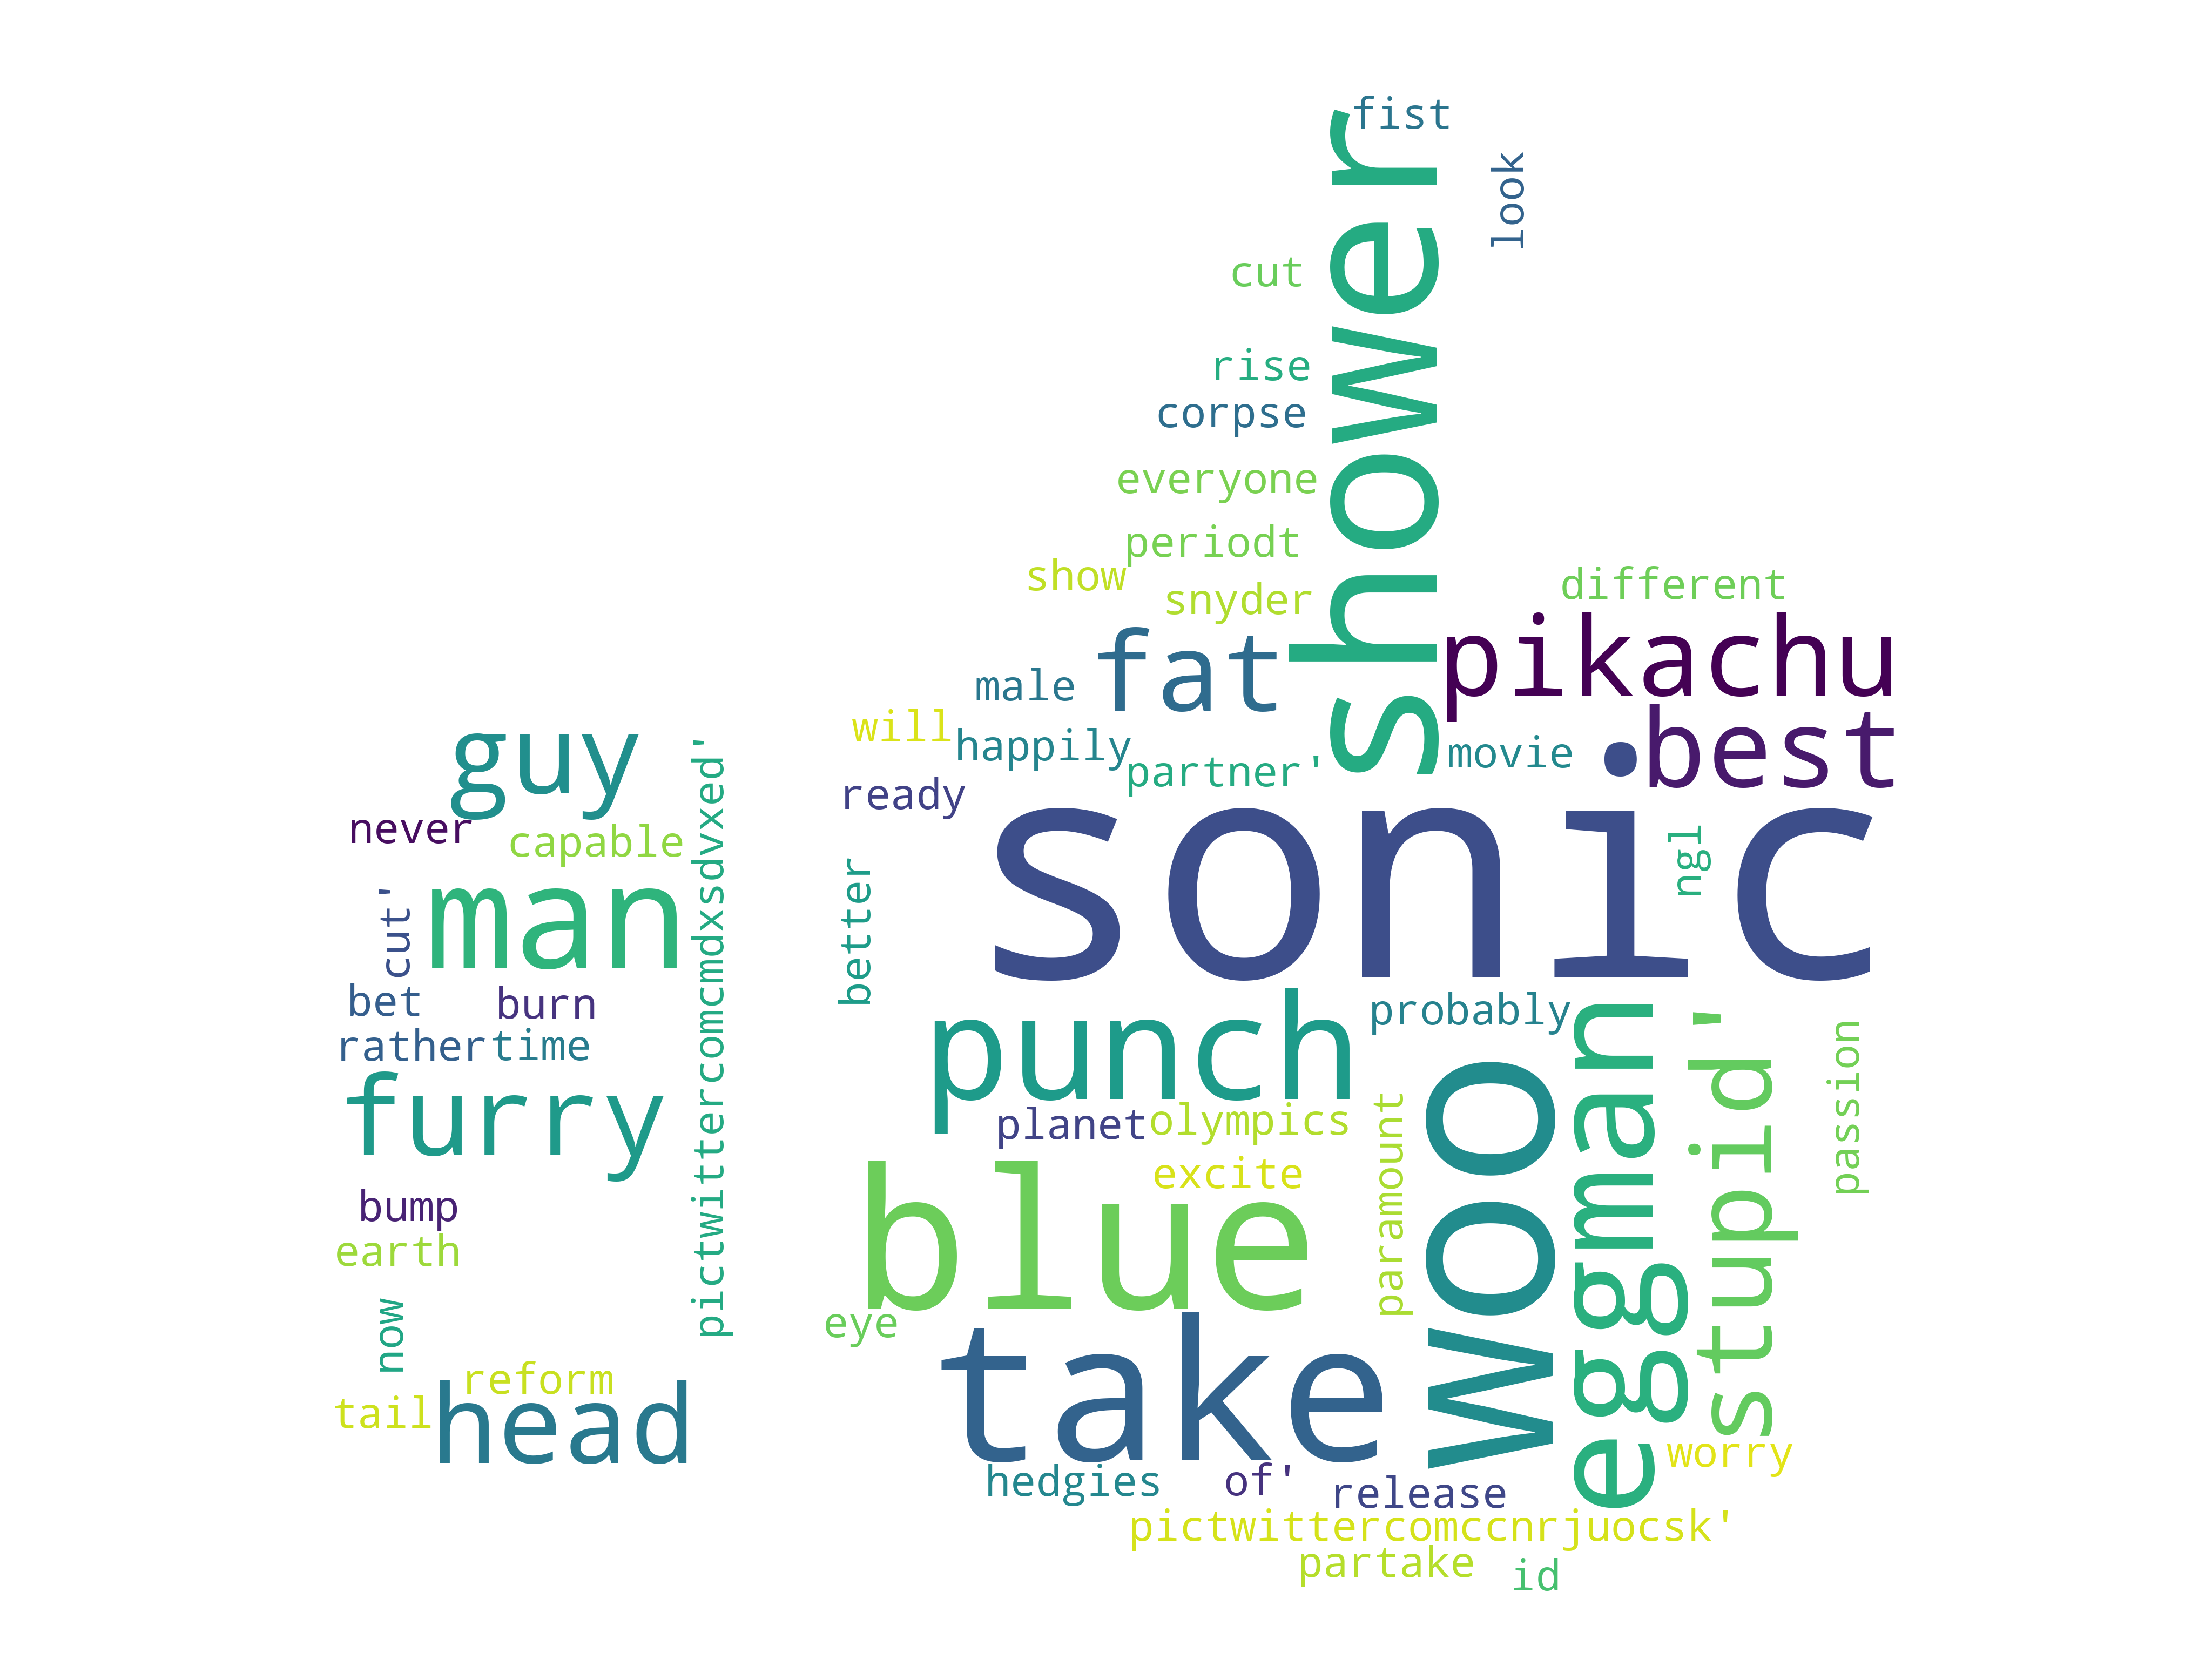 fist
look
shower
cut
rise
corpse
everyone
periodt
show
snyder
different
pikachu
fat
male
will
happily
partner'
movie
best
ready
sonic
ngl
guy
never
capable
pictwittercomcmdxsdvxed'
cut'
man
better
bet
burn
rather
time
furry
punch
probably
planet
olympics
excite
paramount
woo
eggman
stupid'
passion
bump
earth
blue
eye
now
reform
tail
head
take
worry
hedgies
of'
release
pictwittercomccnrjuocsk'
partake
id